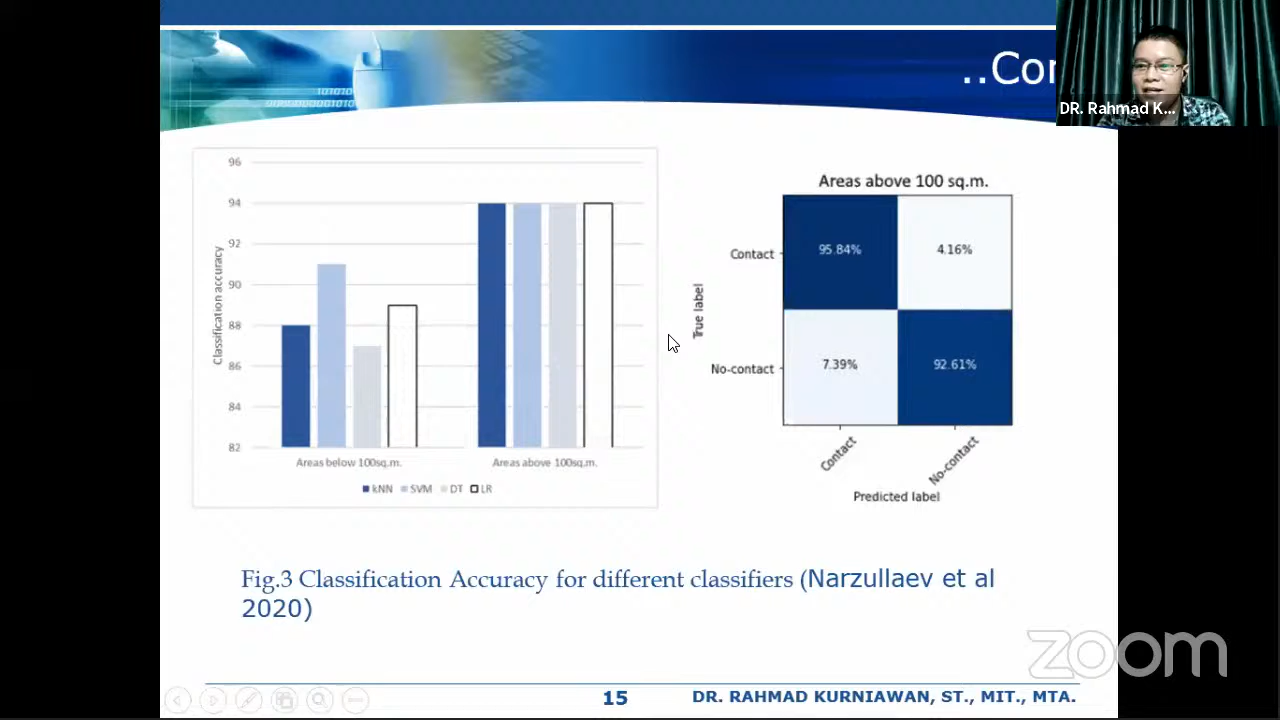 ..Con
DR. Rahmad K...
10101
0100000001010
96
94
92
90
88
86
84
82
Classification accuracy
Areas below 100sq.m.
Areas above 100sq.m.
kNN SVM DT LR
Areas above 100 sq.m.
True label
Contact
95.84%
4.16%
No-contact
7.39%
92.61%
Contact
No-contact
Predicted label
Fig.3 Classification Accuracy for different classifiers (Narzullaev et al
2020)
zoom
15
DR. RAHMAD KURNIAWAN, ST., MIT., MTA.